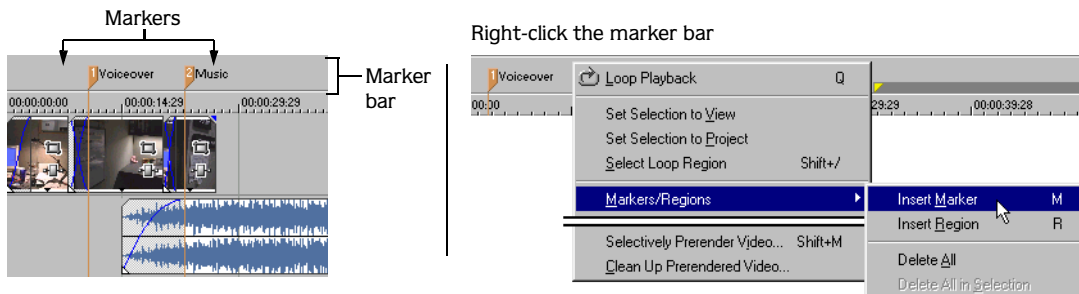 Markers
1 Voiceover
2 Music
Marker
bar
00:00:00:00
00:00:14:29
00:00:29:29
Right-click the marker bar
1 Voiceover
00:00
29:29
00:00:39:28
Loop Playback Q
Set Selection to View
Set Selection to Project
Select Loop Region Shift+/
Markers/Regions
Selectively Prerender Video... Shift+M
Clean Up Prerendered Video...
Insert Marker M
Insert Region R
Delete All
Delete All in Selection